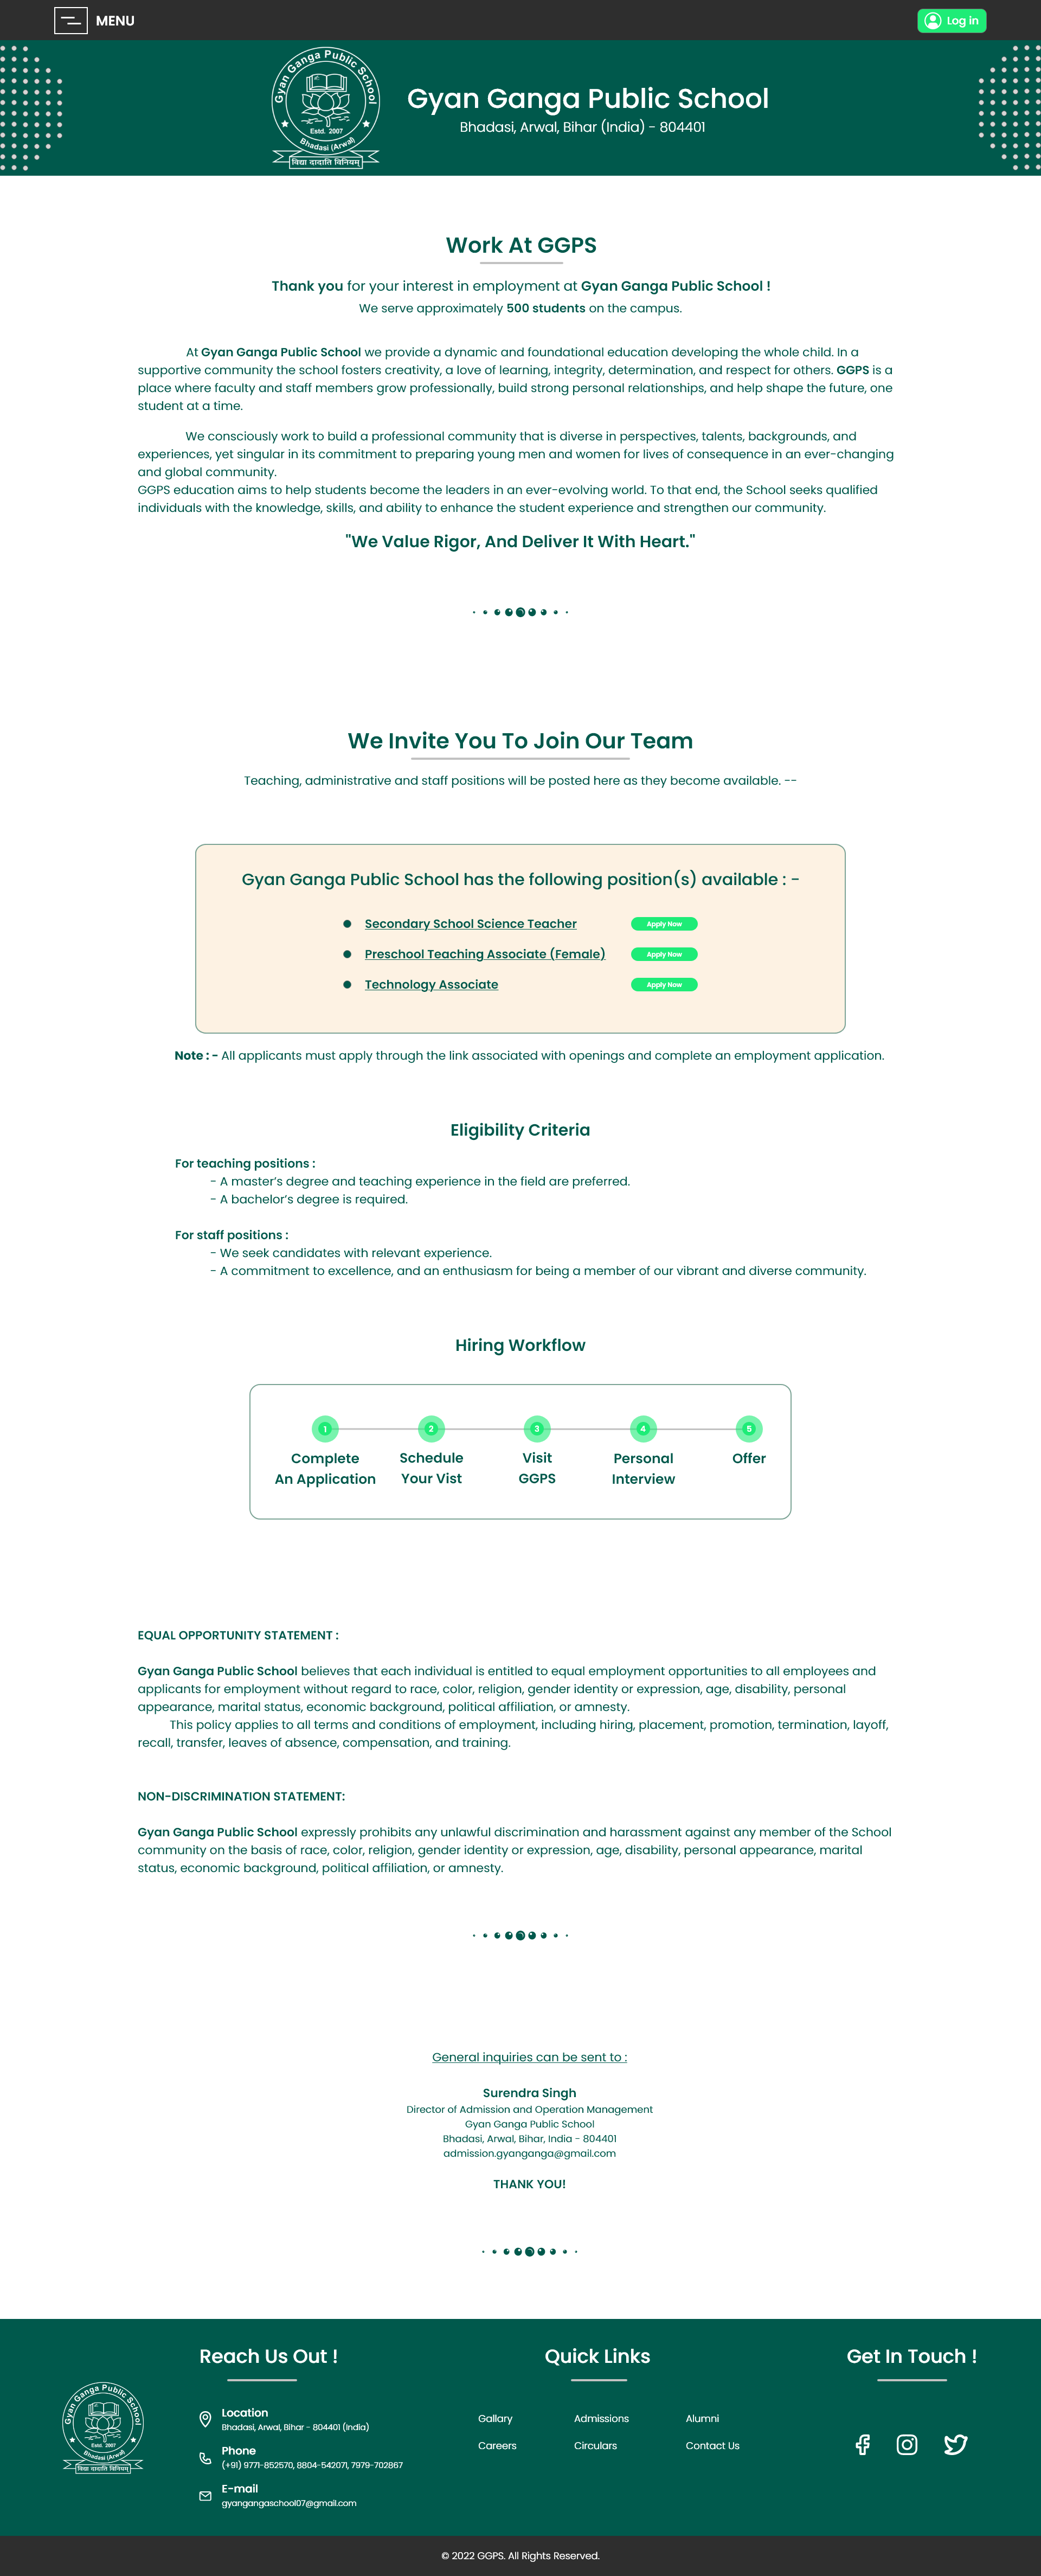 MENU
Log in
Gyan Ganga Public School
Estd. 2007
Bhadasi (Arwal)
विद्या दादाति विनियम्
Gyan Ganga Public School
Bhadasi, Arwal, Bihar (India) - 804401
Work At GGPS
Thank you for your interest in employment at Gyan Ganga Public School !
We serve approximately 500 students on the campus.
At Gyan Ganga Public School we provide a dynamic and foundational education developing the whole child. In a
supportive community the school fosters creativity, a love of learning, integrity, determination, and respect for others. GGPS is a
place where faculty and staff members grow professionally, build strong personal relationships, and help shape the future, one
student at a time.
We consciously work to build a professional community that is diverse in perspectives, talents, backgrounds, and
experiences, yet singular in its commitment to preparing young men and women for lives of consequence in an ever-changing
and global community.
GGPS education aims to help students become the leaders in an ever-evolving world. To that end, the School seeks qualified
individuals with the knowledge, skills, and ability to enhance the student experience and strengthen our community.
"We Value Rigor, And Deliver It With Heart."
We Invite You To Join Our Team
Teaching, administrative and staff positions will be posted here as they become available. --
Gyan Ganga Public School has the following position(s) available : -
Secondary School Science Teacher Apply Now
Preschool Teaching Associate (Female) Apply Now
Technology Associate Apply Now
Note : - All applicants must apply through the link associated with openings and complete an employment application.
Eligibility Criteria
For teaching positions :
- A master's degree and teaching experience in the field are preferred.
- A bachelor's degree is required.
For staff positions :
- We seek candidates with relevant experience.
- A commitment to excellence, and an enthusiasm for being a member of our vibrant and diverse community.
Hiring Workflow
1 2 3 4 5
Complete Schedule Visit Personal Offer
An Application Your Vist GGPS Interview
EQUAL OPPORTUNITY STATEMENT :
Gyan Ganga Public School believes that each individual is entitled to equal employment opportunities to all employees and
applicants for employment without regard to race, color, religion, gender identity or expression, age, disability, personal
appearance, marital status, economic background, political affiliation, or amnesty.
This policy applies to all terms and conditions of employment, including hiring, placement, promotion, termination, layoff,
recall, transfer, leaves of absence, compensation, and training.
NON-DISCRIMINATION STATEMENT:
Gyan Ganga Public School expressly prohibits any unlawful discrimination and harassment against any member of the School
community on the basis of race, color, religion, gender identity or expression, age, disability, personal appearance, marital
status, economic background, political affiliation, or amnesty.
General inquiries can be sent to :
Surendra Singh
Director of Admission and Operation Management
Gyan Ganga Public School
Bhadasi, Arwal, Bihar, India - 804401
admission.gyanganga@gmail.com
THANK YOU!
Gyan Ganga Public School
Estd. 2007
Bhadasi (Arwal)
विद्या दादाति विनियम्
Reach Us Out !
Location
Bhadasi, Arwal, Bihar - 804401 (India)
Phone
(+91) 9771-852570, 8804-542071, 7979-702867
E-mail
gyangangaschool07@gmail.com
Quick Links
Gallary Admissions Alumni
Careers Circulars Contact Us
Get In Touch !
© 2022 GGPS. All Rights Reserved.